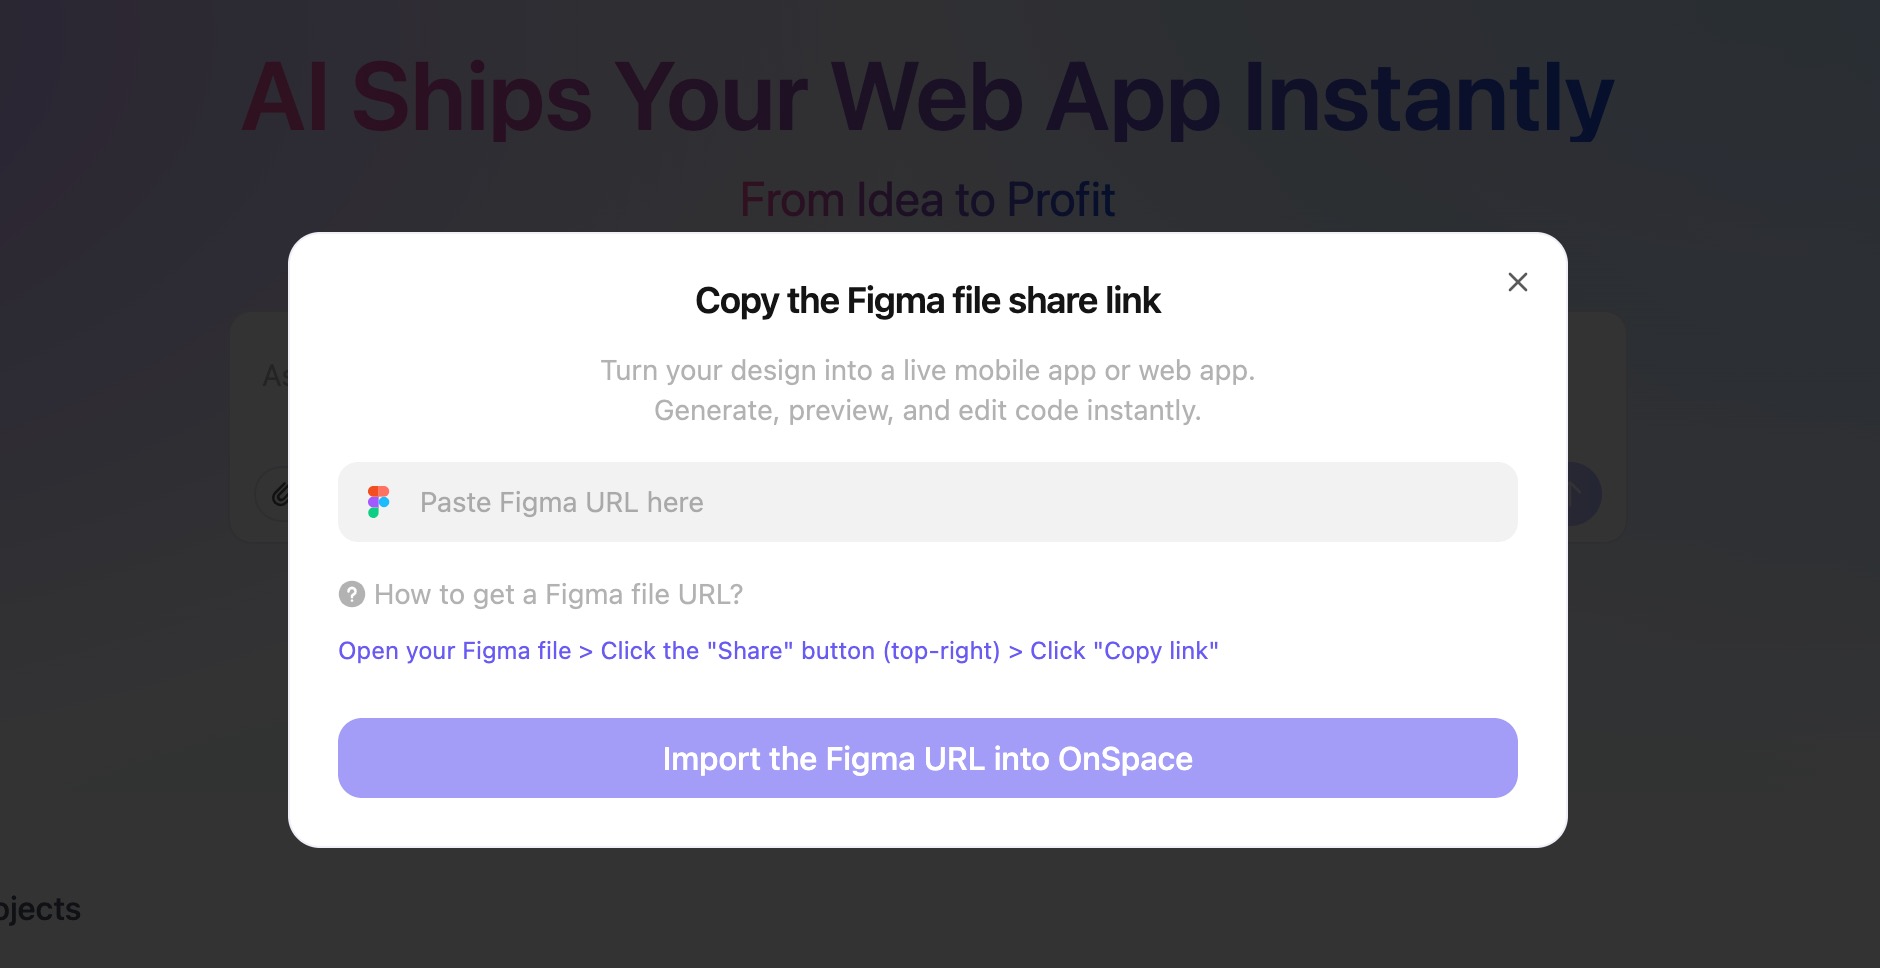 AI Ships Your Web App Instantly
From Idea to Profit
Copy the Figma file share link
Turn your design into a live mobile app or web app.
Generate, preview, and edit code instantly.
Paste Figma URL here
How to get a Figma file URL?
Open your Figma file > Click the "Share" button (top-right) > Click "Copy link"
Import the Figma URL into OnSpace